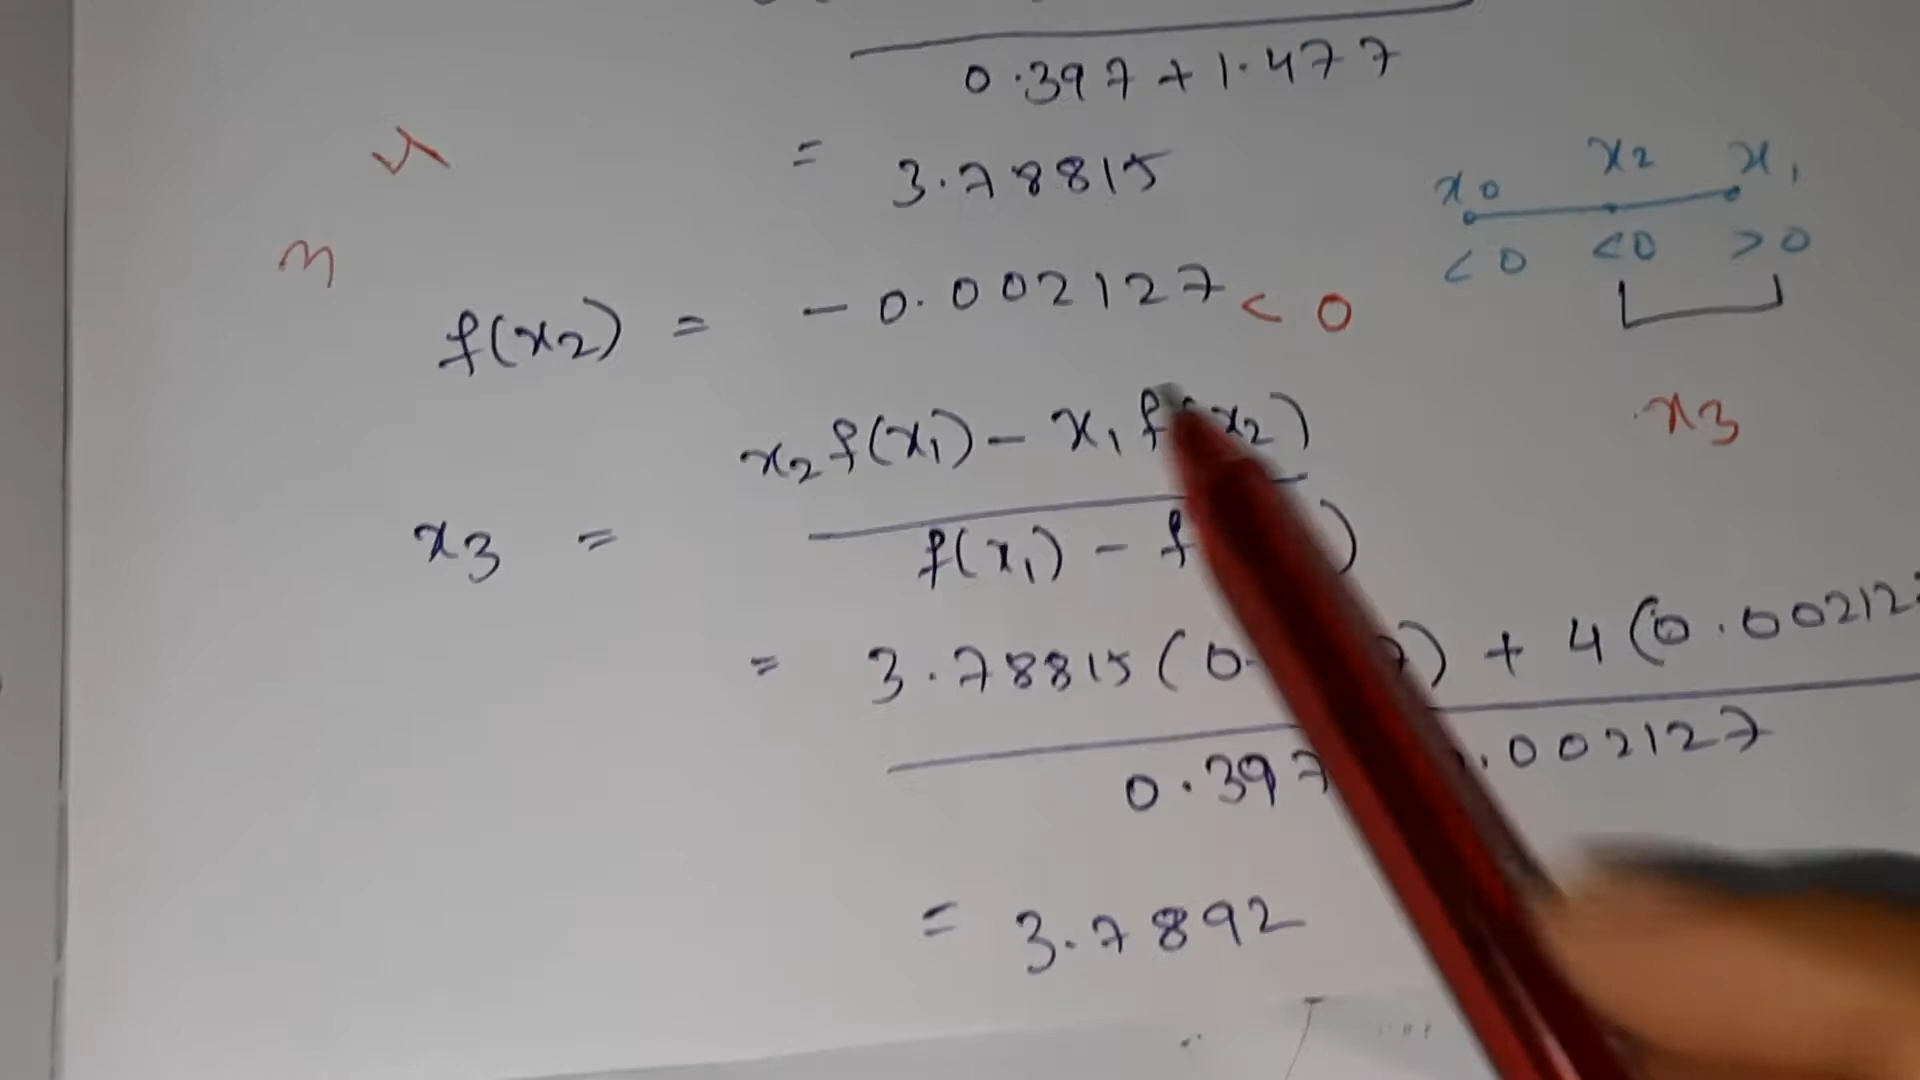 0.397 + 1.477
= 3.78815
x0 x2 x1
<0 <0 >0
f(x2) = - 0.002127 < 0
x3
x2 f(x1) - x1 f(x2)
x3 =
f(x1) - f )
= 3.78815 (0. 7) + 4 (0.00212
0.397 .002127
= 3.7892